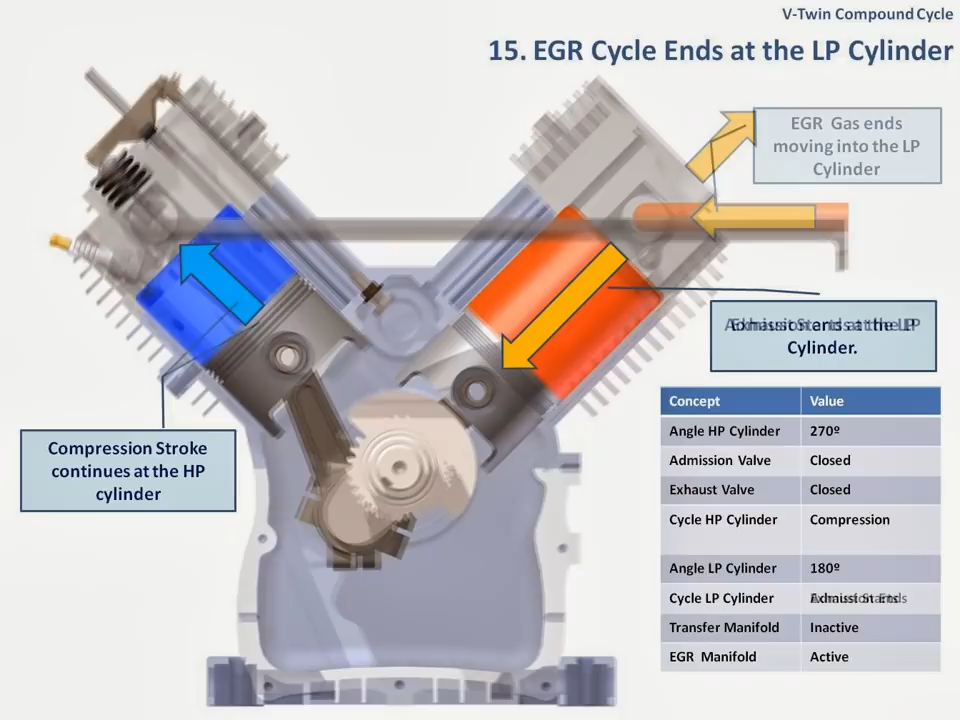 V-Twin Compound Cycle
15. EGR Cycle Ends at the LP Cylinder
EGR Gas ends
moving into the LP
Cylinder
Cylinder.
Compression Stroke
continues at the HP
cylinder
Concept Value
Angle HP Cylinder 270º
Admission Valve Closed
Exhaust Valve Closed
Cycle HP Cylinder Compression
Angle LP Cylinder 180º
Cycle LP Cylinder
Transfer Manifold Inactive
EGR Manifold Active